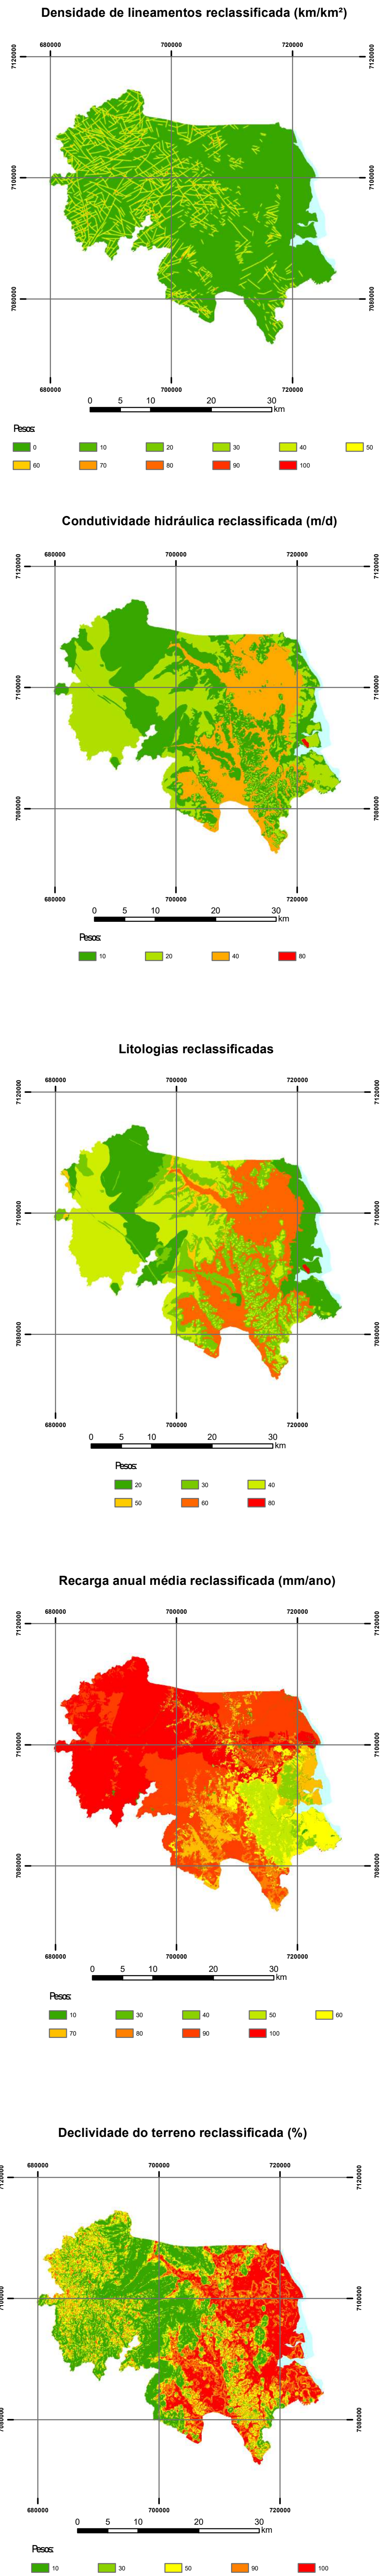 Densidade de lineamentos reclassificada (km/km²)
680000 700000 720000
7120000 7120000
7100000 7100000
7080000 7080000
680000 700000 720000
0 5 10 20 30
km
Pesos:
0 10 20 30 40 50
60 70 80 90 100
Condutividade hidráulica reclassificada (m/d)
680000 700000 720000
7120000 7120000
7100000 7100000
7080000 7080000
680000 700000 720000
0 5 10 20 30
km
Pesos:
10 20 40 80
Litologias reclassificadas
680000 700000 720000
7120000 7120000
7100000 7100000
7080000 7080000
680000 700000 720000
0 5 10 20 30
km
Pesos:
20 30 40
50 60 80
Recarga anual média reclassificada (mm/ano)
680000 700000 720000
7120000 7120000
7100000 7100000
7080000 7080000
680000 700000 720000
0 5 10 20 30
km
Pesos:
10 30 40 50 60
70 80 90 100
Declividade do terreno reclassificada (%)
680000 700000 720000
7120000 7120000
7100000 7100000
7080000 7080000
680000 700000 720000
0 5 10 20 30
km
Pesos:
10 30 50 90 100